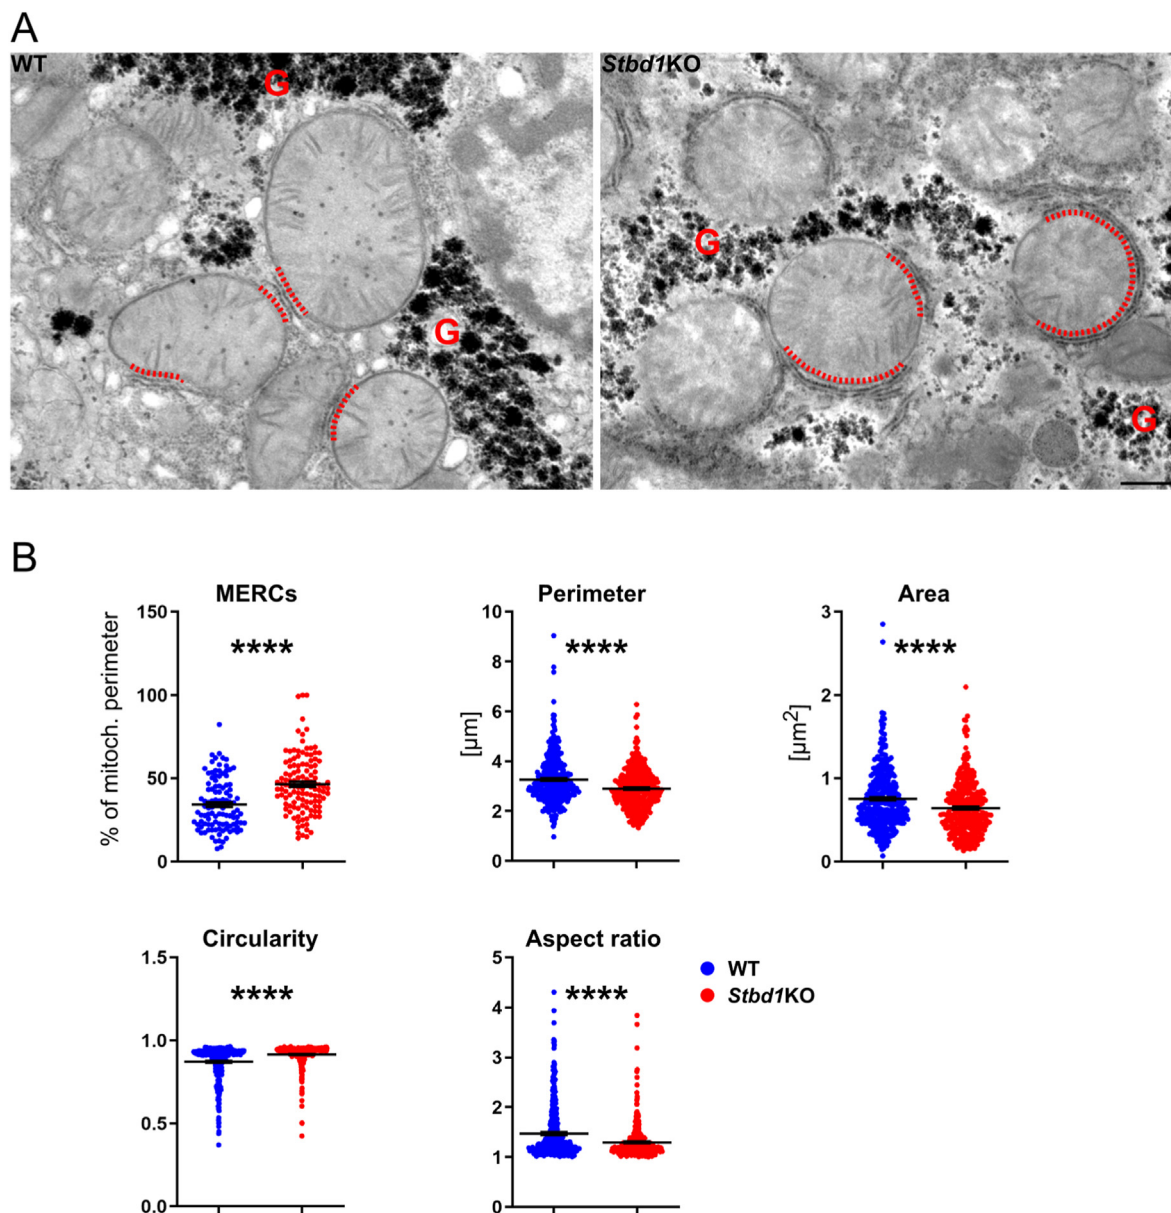 A
WT
G
G
Stbd1KO
G
G
B
MERCs
% of mitoch. perimeter
150
100
50
0
****
Perimeter
[µm]
10
8
6
4
2
0
****
Area
[µm²]
3
2
1
0
****
Circularity
1.5
1.0
0.5
0.0
****
Aspect ratio
5
4
3
2
1
0
****
WT
Stbd1KO